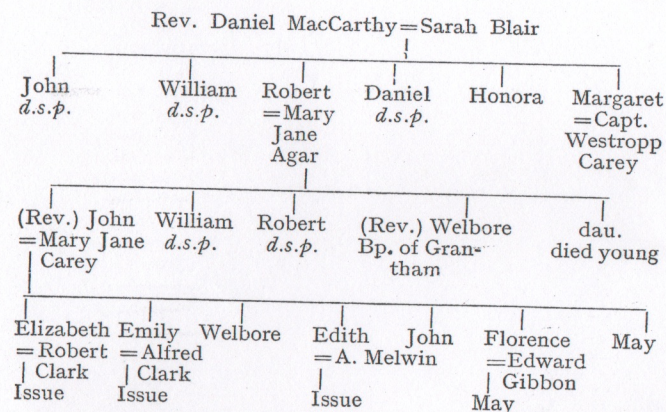 Rev. Daniel MacCarthy=Sarah Blair
John William Robert Daniel Honora Margaret
d.s.p. d.s.p. =Mary d.s.p. =Capt.
Jane Westropp
Agar Carey
(Rev.) John William Robert (Rev.) Welbore dau.
=Mary Jane d.s.p. d.s.p. Bp. of Gran- died young
Carey tham
Elizabeth Emily Welbore Edith John Florence May
=Robert =Alfred =A. Melwin =Edward
Clark Clark Gibbon
Issue Issue Issue May